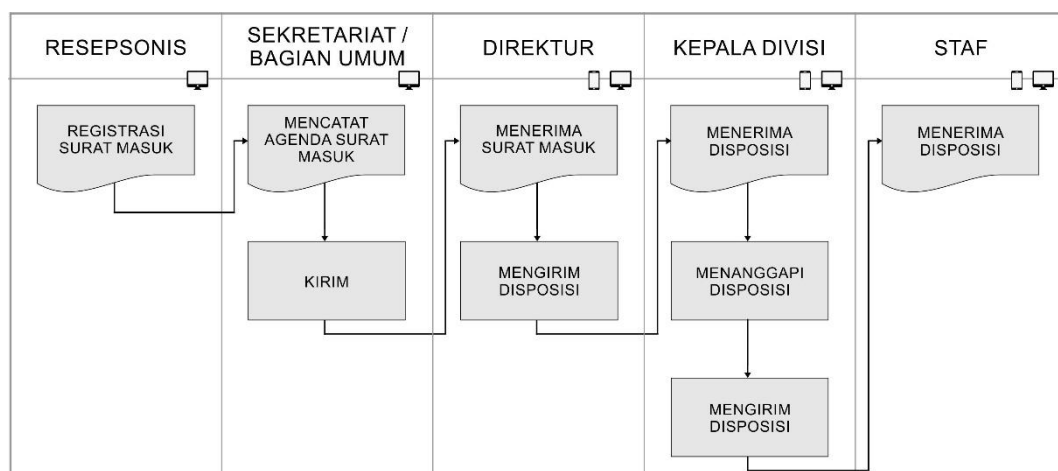 RESEPSONIS
SEKRETARIAT /
BAGIAN UMUM
DIREKTUR
KEPALA DIVISI
STAF
REGISTRASI
SURAT MASUK
MENCATAT
AGENDA SURAT
MASUK
MENERIMA
SURAT MASUK
MENERIMA
DISPOSISI
MENERIMA
DISPOSISI
KIRIM
MENGIRIM
DISPOSISI
MENANGGAPI
DISPOSISI
MENGIRIM
DISPOSISI